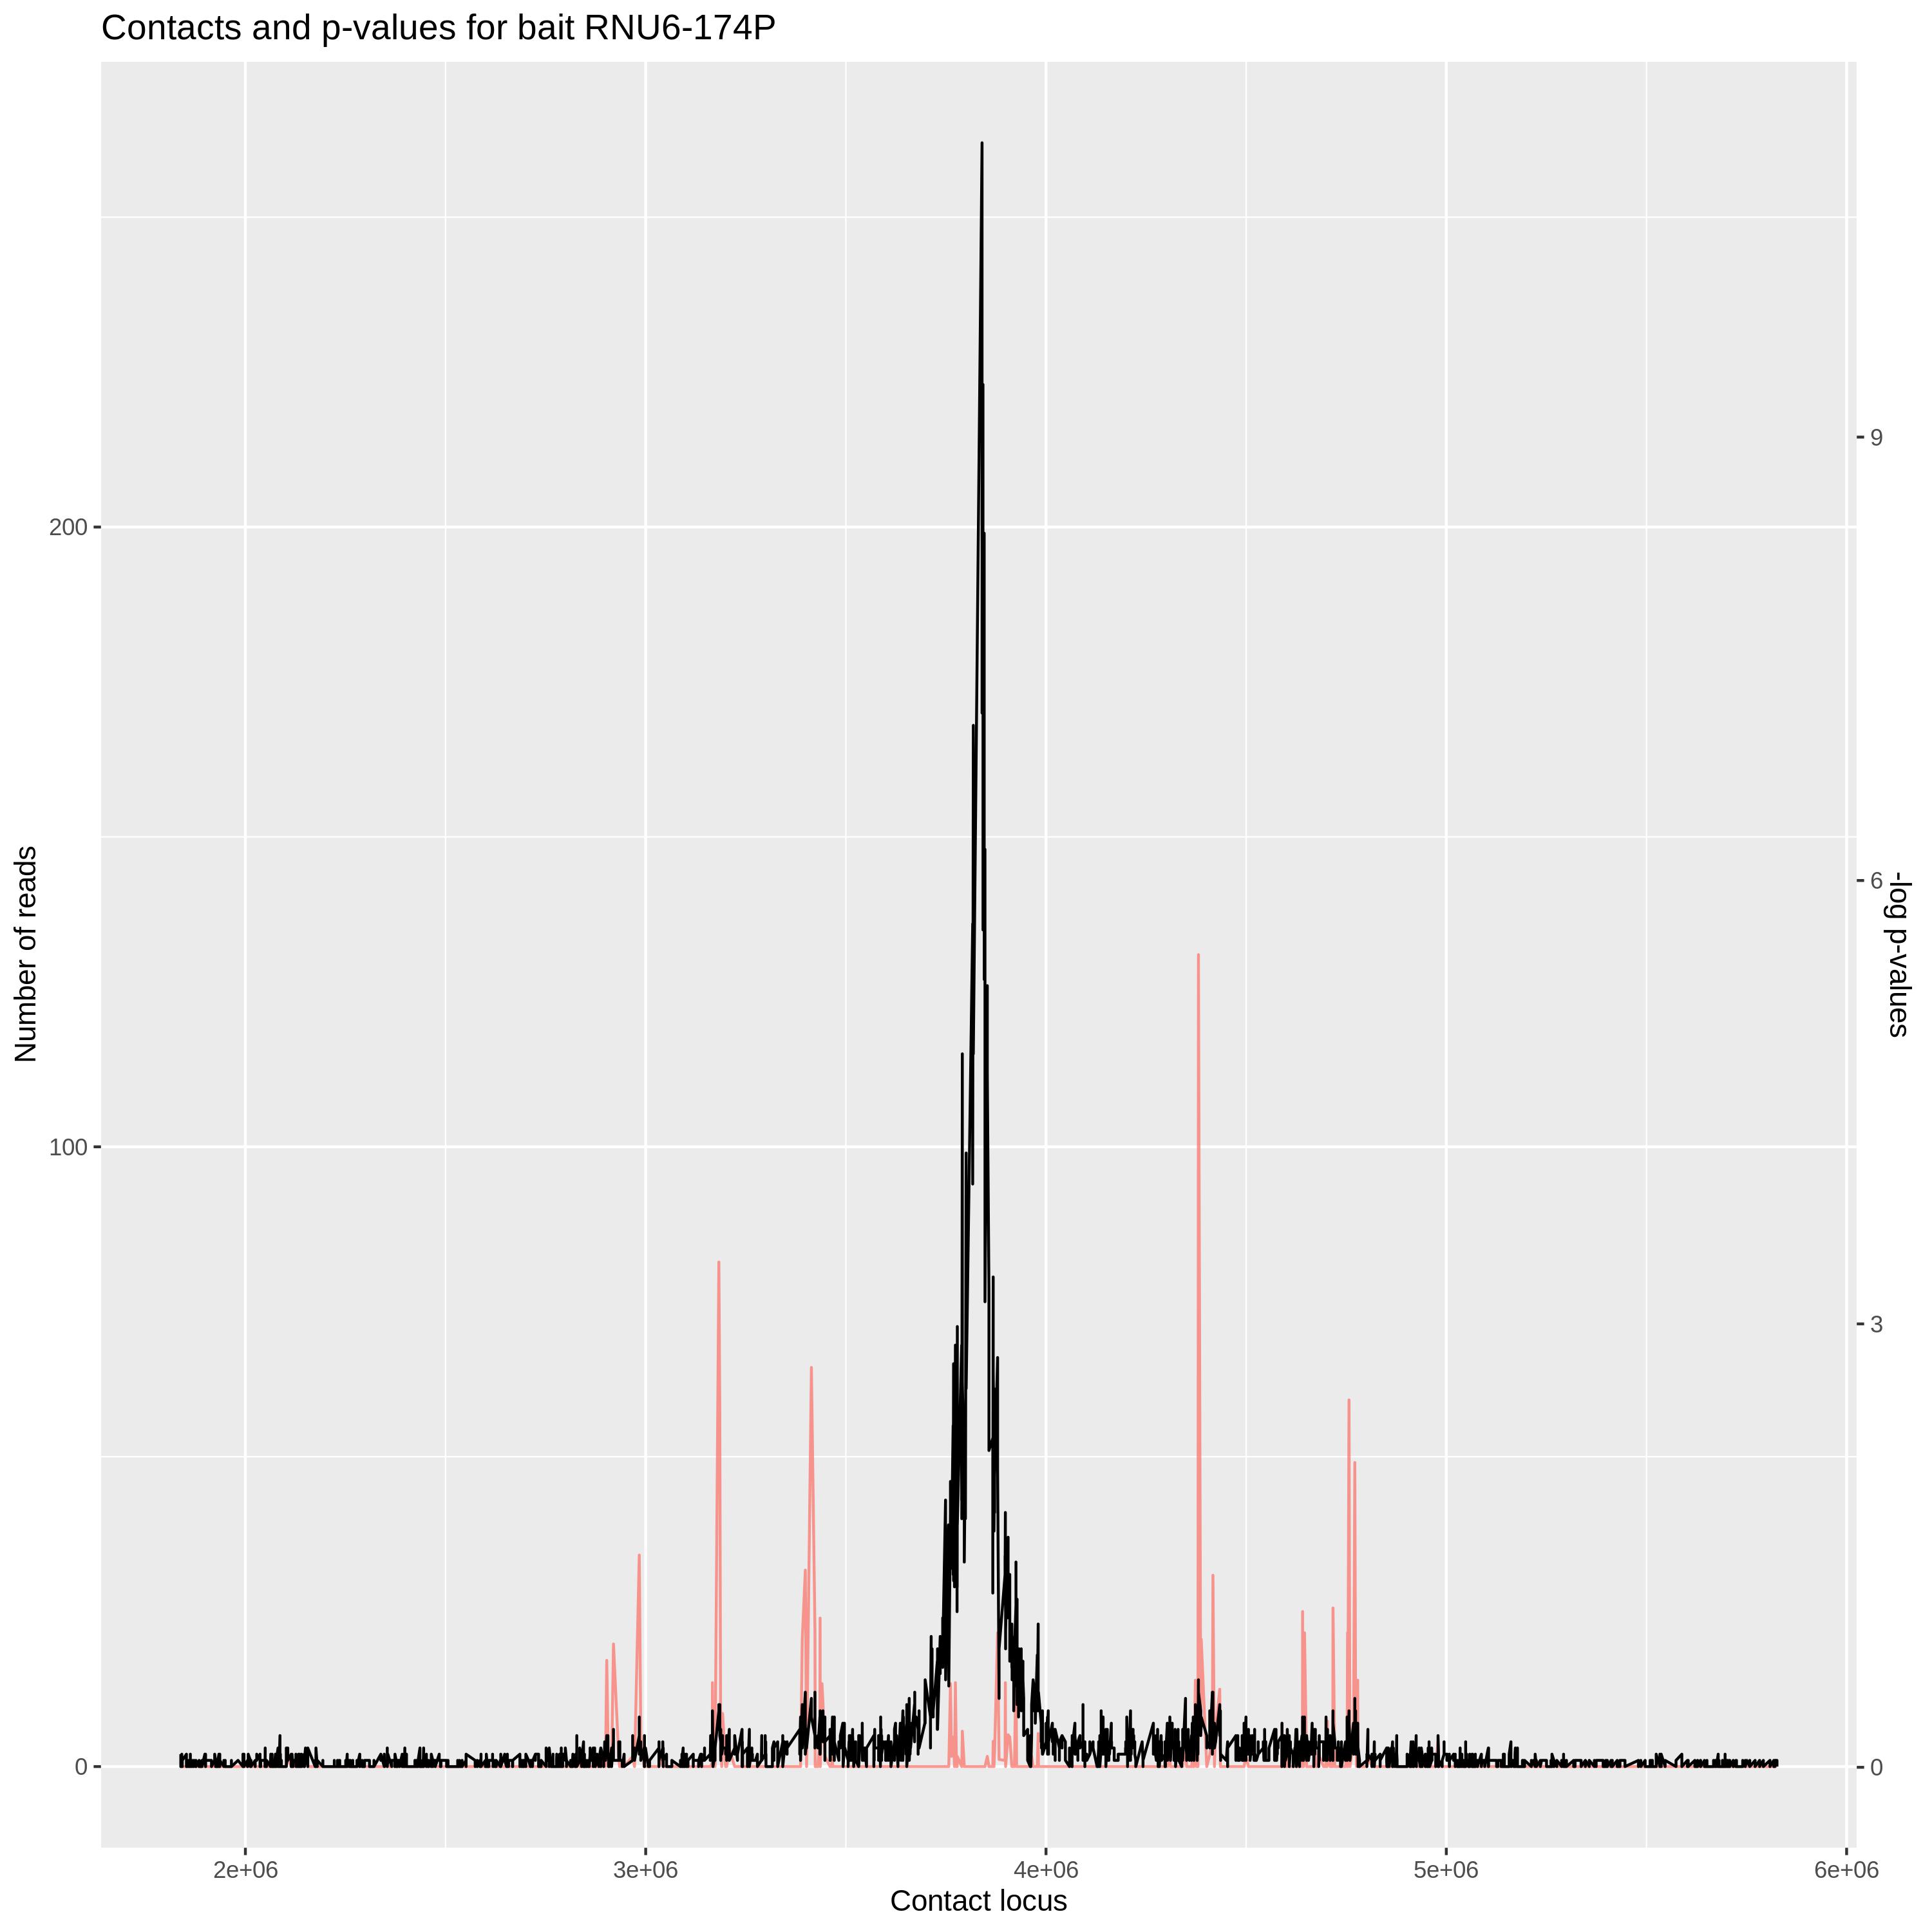 Contacts and p-values for bait RNU6-174P
Number of reads
200
100
0
9
6
3
0
-log p-values
2e+06
3e+06
4e+06
5e+06
6e+06
Contact locus